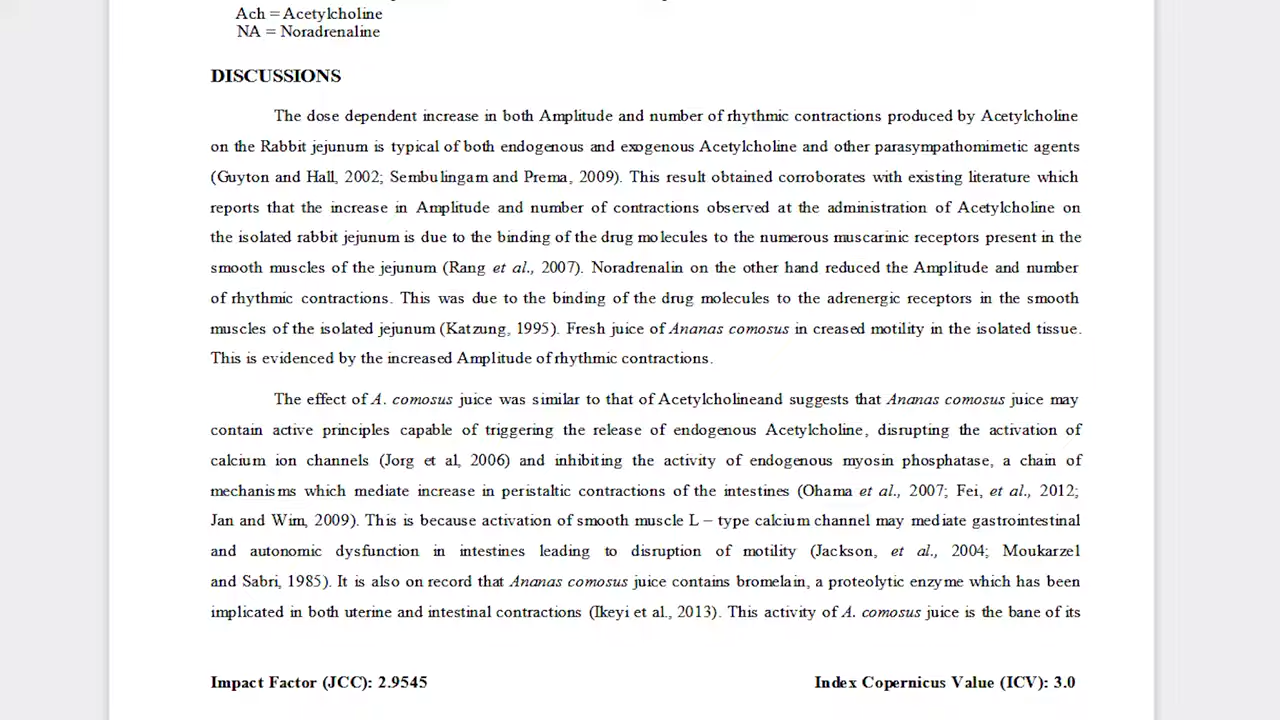 Ach = Acetylcholine
NA = Noradrenaline
DISCUSSIONS
The dose dependent increase in both Amplitude and number of rhythmic contractions produced by Acetylcholine
on the Rabbit jejunum is typical of both endogenous and exogenous Acetylcholine and other parasympathomimetic agents
(Guyton and Hall, 2002; Sembulingam and Prema, 2009). This result obtained corroborates with existing literature which
reports that the increase in Amplitude and number of contractions observed at the administration of Acetylcholine on
the isolated rabbit jejunum is due to the binding of the drug molecules to the numerous muscarinic receptors present in the
smooth muscles of the jejunum (Rang et al., 2007). Noradrenalin on the other hand reduced the Amplitude and number
of rhythmic contractions. This was due to the binding of the drug molecules to the adrenergic receptors in the smooth
muscles of the isolated jejunum (Katzung, 1995). Fresh juice of Ananas comosus in creased motility in the isolated tissue.
This is evidenced by the increased Amplitude of rhythmic contractions.
The effect of A. comosus juice was similar to that of Acetylcholineand suggests that Ananas comosus juice may
contain active principles capable of triggering the release of endogenous Acetylcholine, disrupting the activation of
calcium ion channels (Jorg et al, 2006) and inhibiting the activity of endogenous myosin phosphatase, a chain of
mechanisms which mediate increase in peristaltic contractions of the intestines (Ohama et al., 2007; Fei, et al., 2012;
Jan and Wim, 2009). This is because activation of smooth muscle L – type calcium channel may mediate gastrointestinal
and autonomic dysfunction in intestines leading to disruption of motility (Jackson, et al., 2004; Moukarzel
and Sabri, 1985). It is also on record that Ananas comosus juice contains bromelain, a proteolytic enzyme which has been
implicated in both uterine and intestinal contractions (Ikeyi et al., 2013). This activity of A. comosus juice is the bane of its
Impact Factor (JCC): 2.9545 Index Copernicus Value (ICV): 3.0